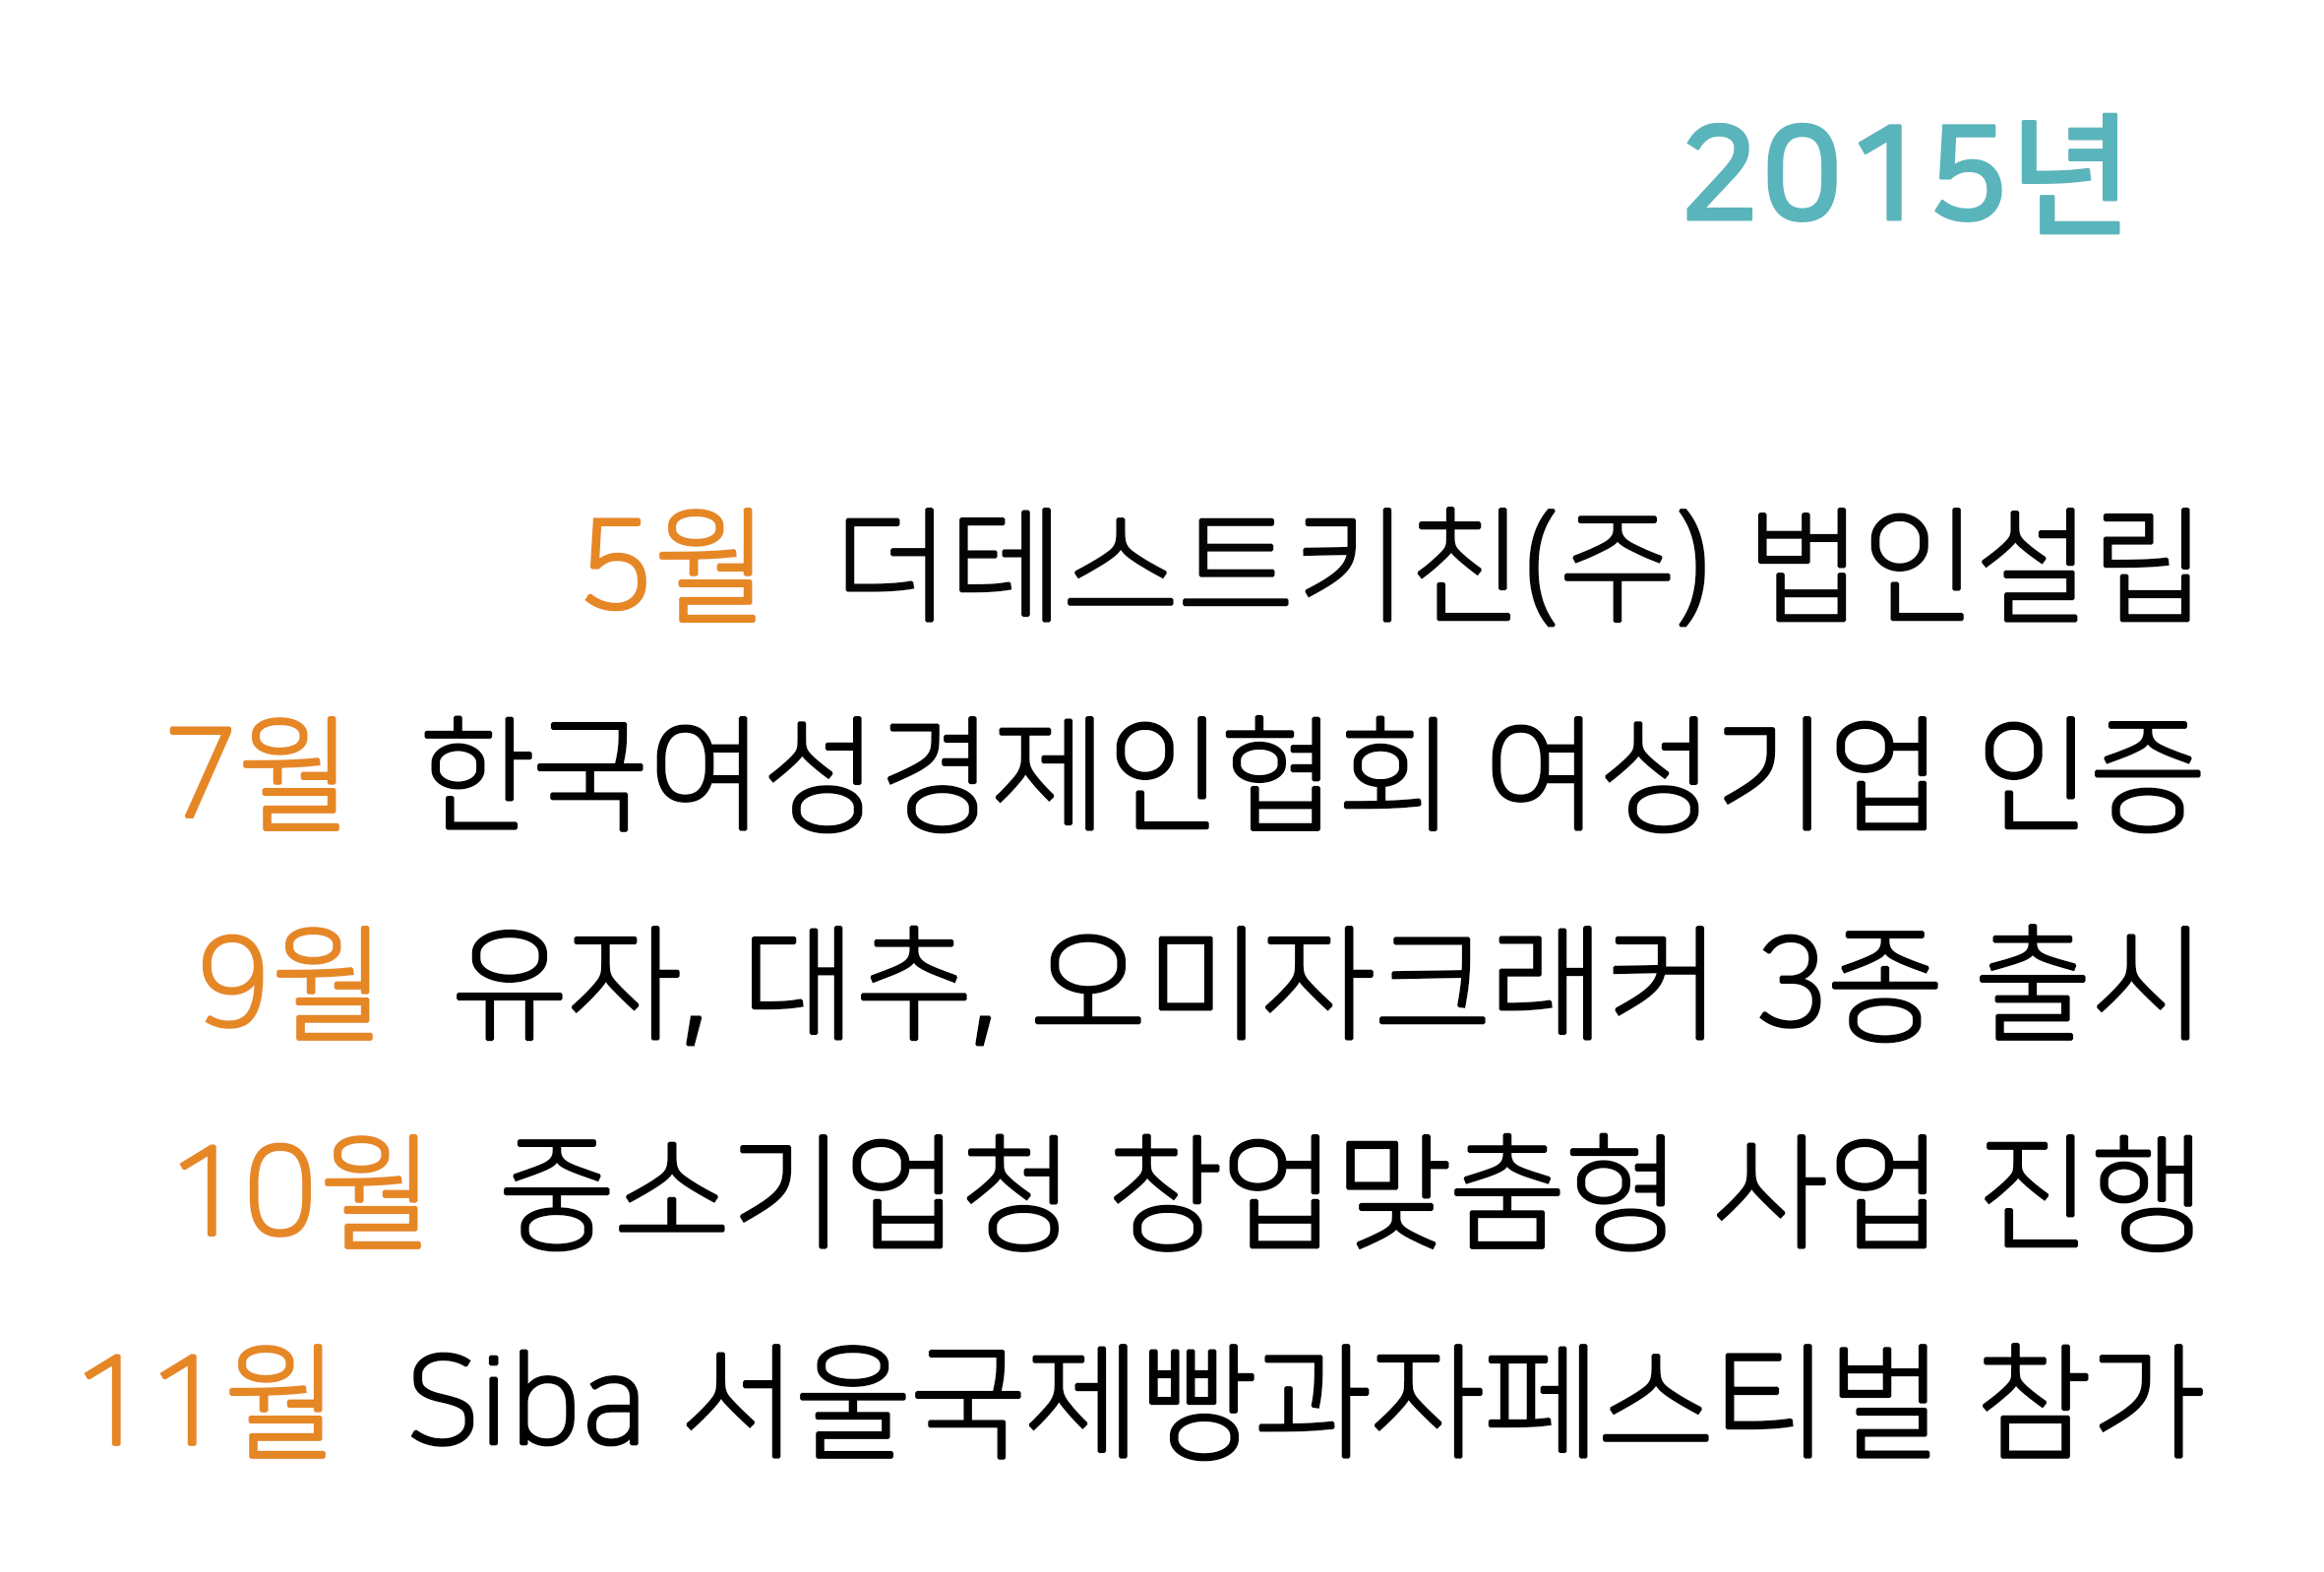 2015년
5월 더테스트키친(주) 법인설립
7월 한국여성경제인협회 여성기업 인증
9월 유자, 대추, 오미자크래커 3종 출시
10월 중소기업청 창업맞춤형 사업 진행
11월 Siba 서울국제빵과자페스티벌 참가